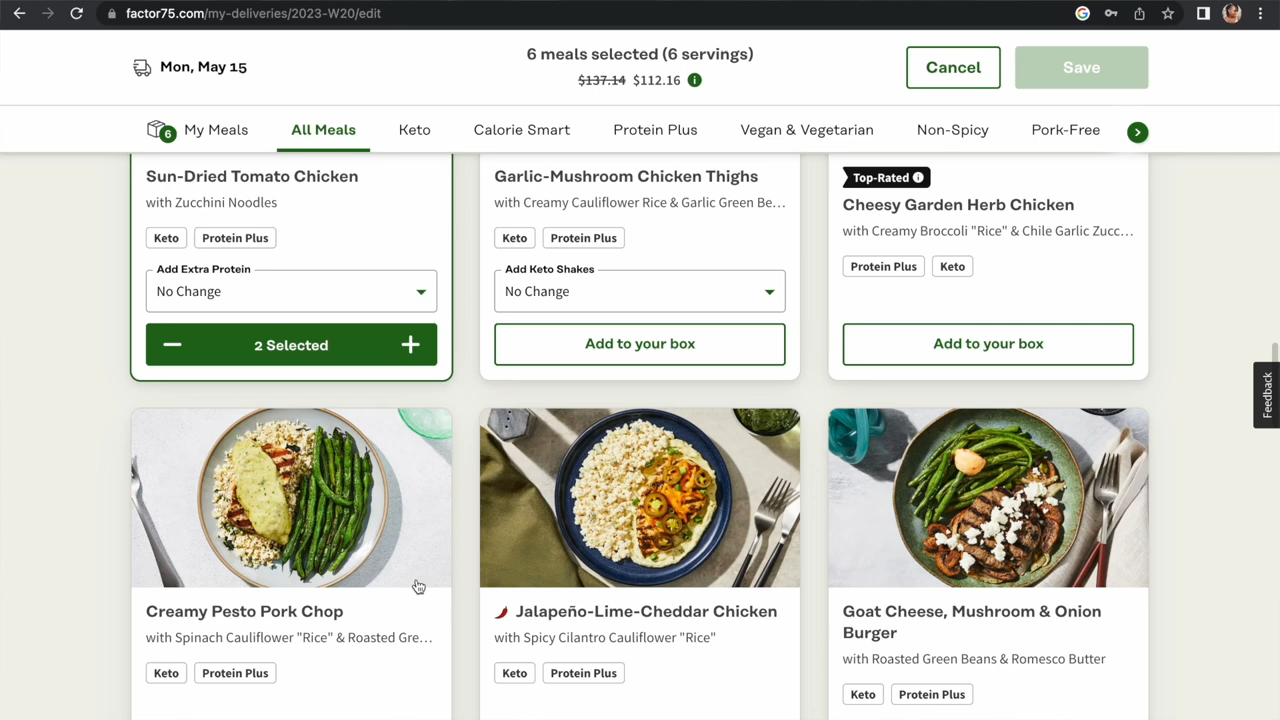 factor75.com/my-deliveries/2023-W20/edit
Mon, May 15
6 meals selected (6 servings)
$137.14 $112.16
Cancel
Save
6 My Meals
All Meals
Keto
Calorie Smart
Protein Plus
Vegan & Vegetarian
Non-Spicy
Pork-Free
Sun-Dried Tomato Chicken
with Zucchini Noodles
Keto
Protein Plus
Add Extra Protein
No Change
2 Selected
Garlic-Mushroom Chicken Thighs
with Creamy Cauliflower Rice & Garlic Green Be…
Keto
Protein Plus
Add Keto Shakes
No Change
Add to your box
Top-Rated
Cheesy Garden Herb Chicken
with Creamy Broccoli "Rice" & Chile Garlic Zucc…
Protein Plus
Keto
Add to your box
Feedback
Creamy Pesto Pork Chop
with Spinach Cauliflower "Rice" & Roasted Gre…
Keto
Protein Plus
Jalapeño-Lime-Cheddar Chicken
with Spicy Cilantro Cauliflower "Rice"
Keto
Protein Plus
Goat Cheese, Mushroom & Onion
Burger
with Roasted Green Beans & Romesco Butter
Keto
Protein Plus